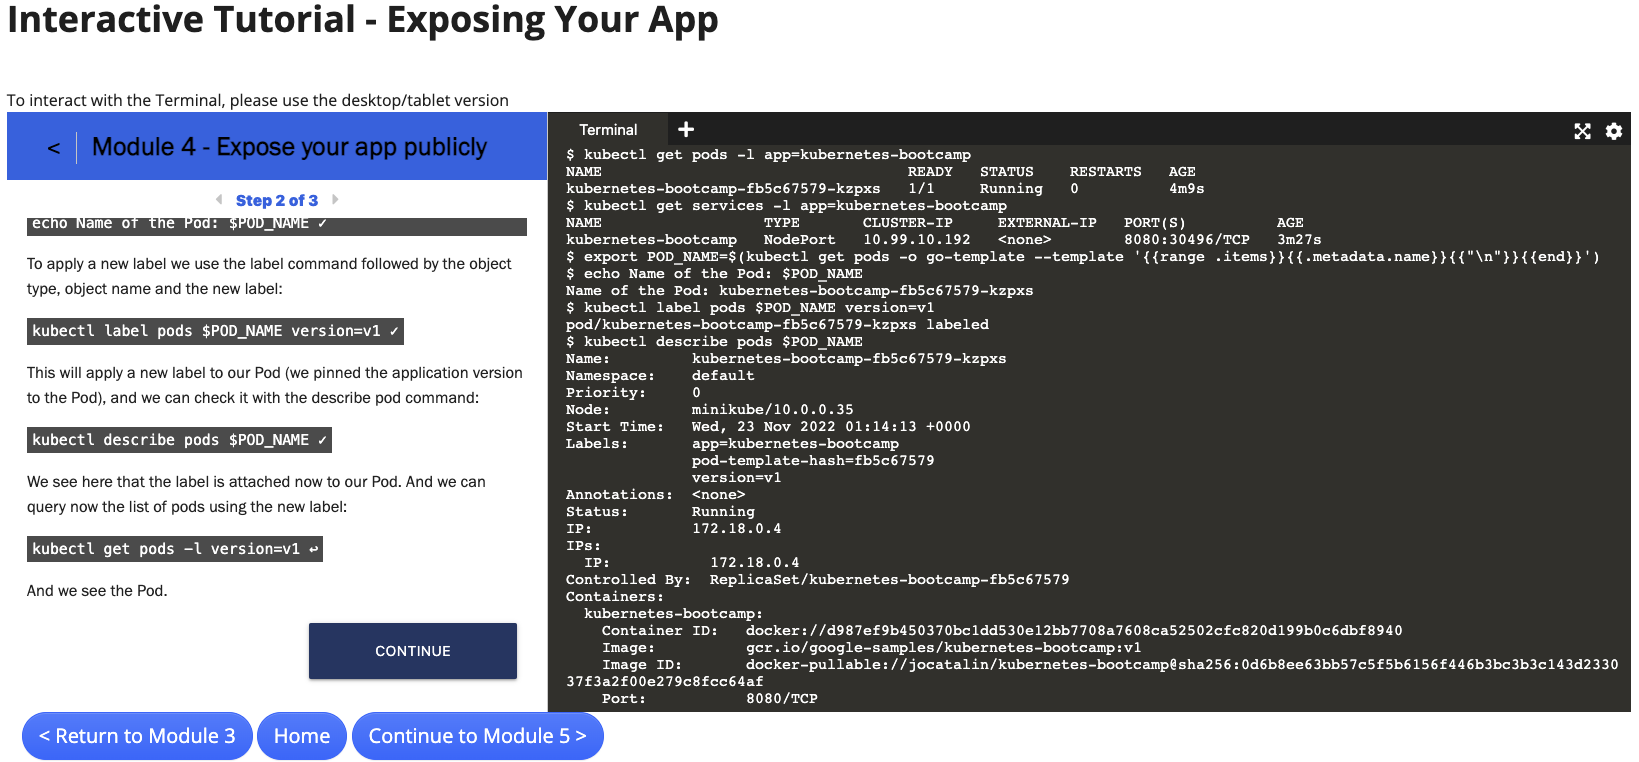 Interactive Tutorial - Exposing Your App
To interact with the Terminal, please use the desktop/tablet version
< Module 4 - Expose your app publicly
Step 2 of 3
echo Name of the Pod: $POD_NAME ✓
To apply a new label we use the label command followed by the object
type, object name and the new label:
kubectl label pods $POD_NAME version=v1 ✓
This will apply a new label to our Pod (we pinned the application version
to the Pod), and we can check it with the describe pod command:
kubectl describe pods $POD_NAME ✓
We see here that the label is attached now to our Pod. And we can
query now the list of pods using the new label:
kubectl get pods -l version=v1 ↩
And we see the Pod.
CONTINUE
Terminal +
$ kubectl get pods -l app=kubernetes-bootcamp
NAME READY STATUS RESTARTS AGE
kubernetes-bootcamp-fb5c67579-kzpxs 1/1 Running 0 4m9s
$ kubectl get services -l app=kubernetes-bootcamp
NAME TYPE CLUSTER-IP EXTERNAL-IP PORT(S) AGE
kubernetes-bootcamp NodePort 10.99.10.192 <none> 8080:30496/TCP 3m27s
$ export POD_NAME=$(kubectl get pods -o go-template --template '{{range .items}}{{.metadata.name}}{{"\n"}}{{end}}')
$ echo Name of the Pod: $POD_NAME
Name of the Pod: kubernetes-bootcamp-fb5c67579-kzpxs
$ kubectl label pods $POD_NAME version=v1
pod/kubernetes-bootcamp-fb5c67579-kzpxs labeled
$ kubectl describe pods $POD_NAME
Name: kubernetes-bootcamp-fb5c67579-kzpxs
Namespace: default
Priority: 0
Node: minikube/10.0.0.35
Start Time: Wed, 23 Nov 2022 01:14:13 +0000
Labels: app=kubernetes-bootcamp
pod-template-hash=fb5c67579
version=v1
Annotations: <none>
Status: Running
IP: 172.18.0.4
IPs:
IP: 172.18.0.4
Controlled By: ReplicaSet/kubernetes-bootcamp-fb5c67579
Containers:
kubernetes-bootcamp:
Container ID: docker://d987ef9b450370bc1dd530e12bb7708a7608ca52502cfc820d199b0c6dbf8940
Image: gcr.io/google-samples/kubernetes-bootcamp:v1
Image ID: docker-pullable://jocatalin/kubernetes-bootcamp@sha256:0d6b8ee63bb57c5f5b6156f446b3bc3b3c143d2330
37f3a2f00e279c8fcc64af
Port: 8080/TCP
< Return to Module 3 Home Continue to Module 5 >